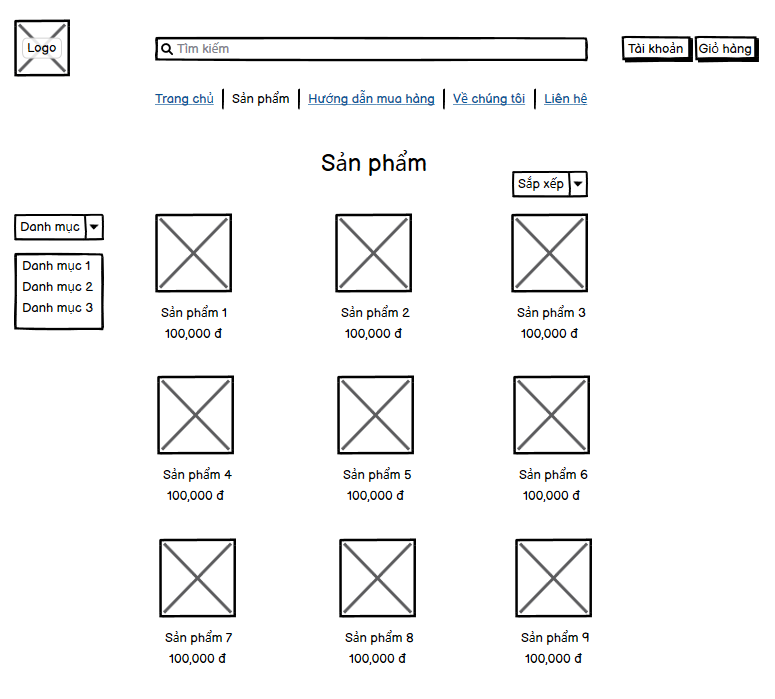 Logo
Tìm kiếm
Tài khoản
Giỏ hàng
Trang chủ
Sản phẩm
Hướng dẫn mua hàng
Về chúng tôi
Liên hệ
Sản phẩm
Sắp xếp
Danh mục
Danh mục 1
Danh mục 2
Danh mục 3
Sản phẩm 1
100,000 đ
Sản phẩm 2
100,000 đ
Sản phẩm 3
100,000 đ
Sản phẩm 4
100,000 đ
Sản phẩm 5
100,000 đ
Sản phẩm 6
100,000 đ
Sản phẩm 7
100,000 đ
Sản phẩm 8
100,000 đ
Sản phẩm 9
100,000 đ